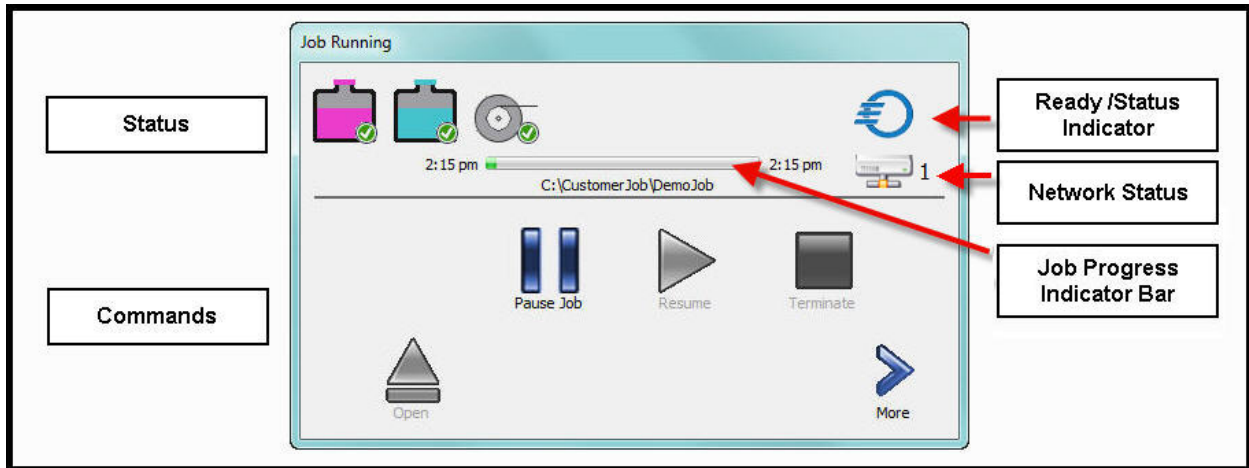 Job Running
Status
Ready /Status
Indicator
2:15 pm
2:15 pm
1
C:\CustomerJob\DemoJob
Network Status
Job Progress
Indicator Bar
Commands
Pause Job
Resume
Terminate
Open
More